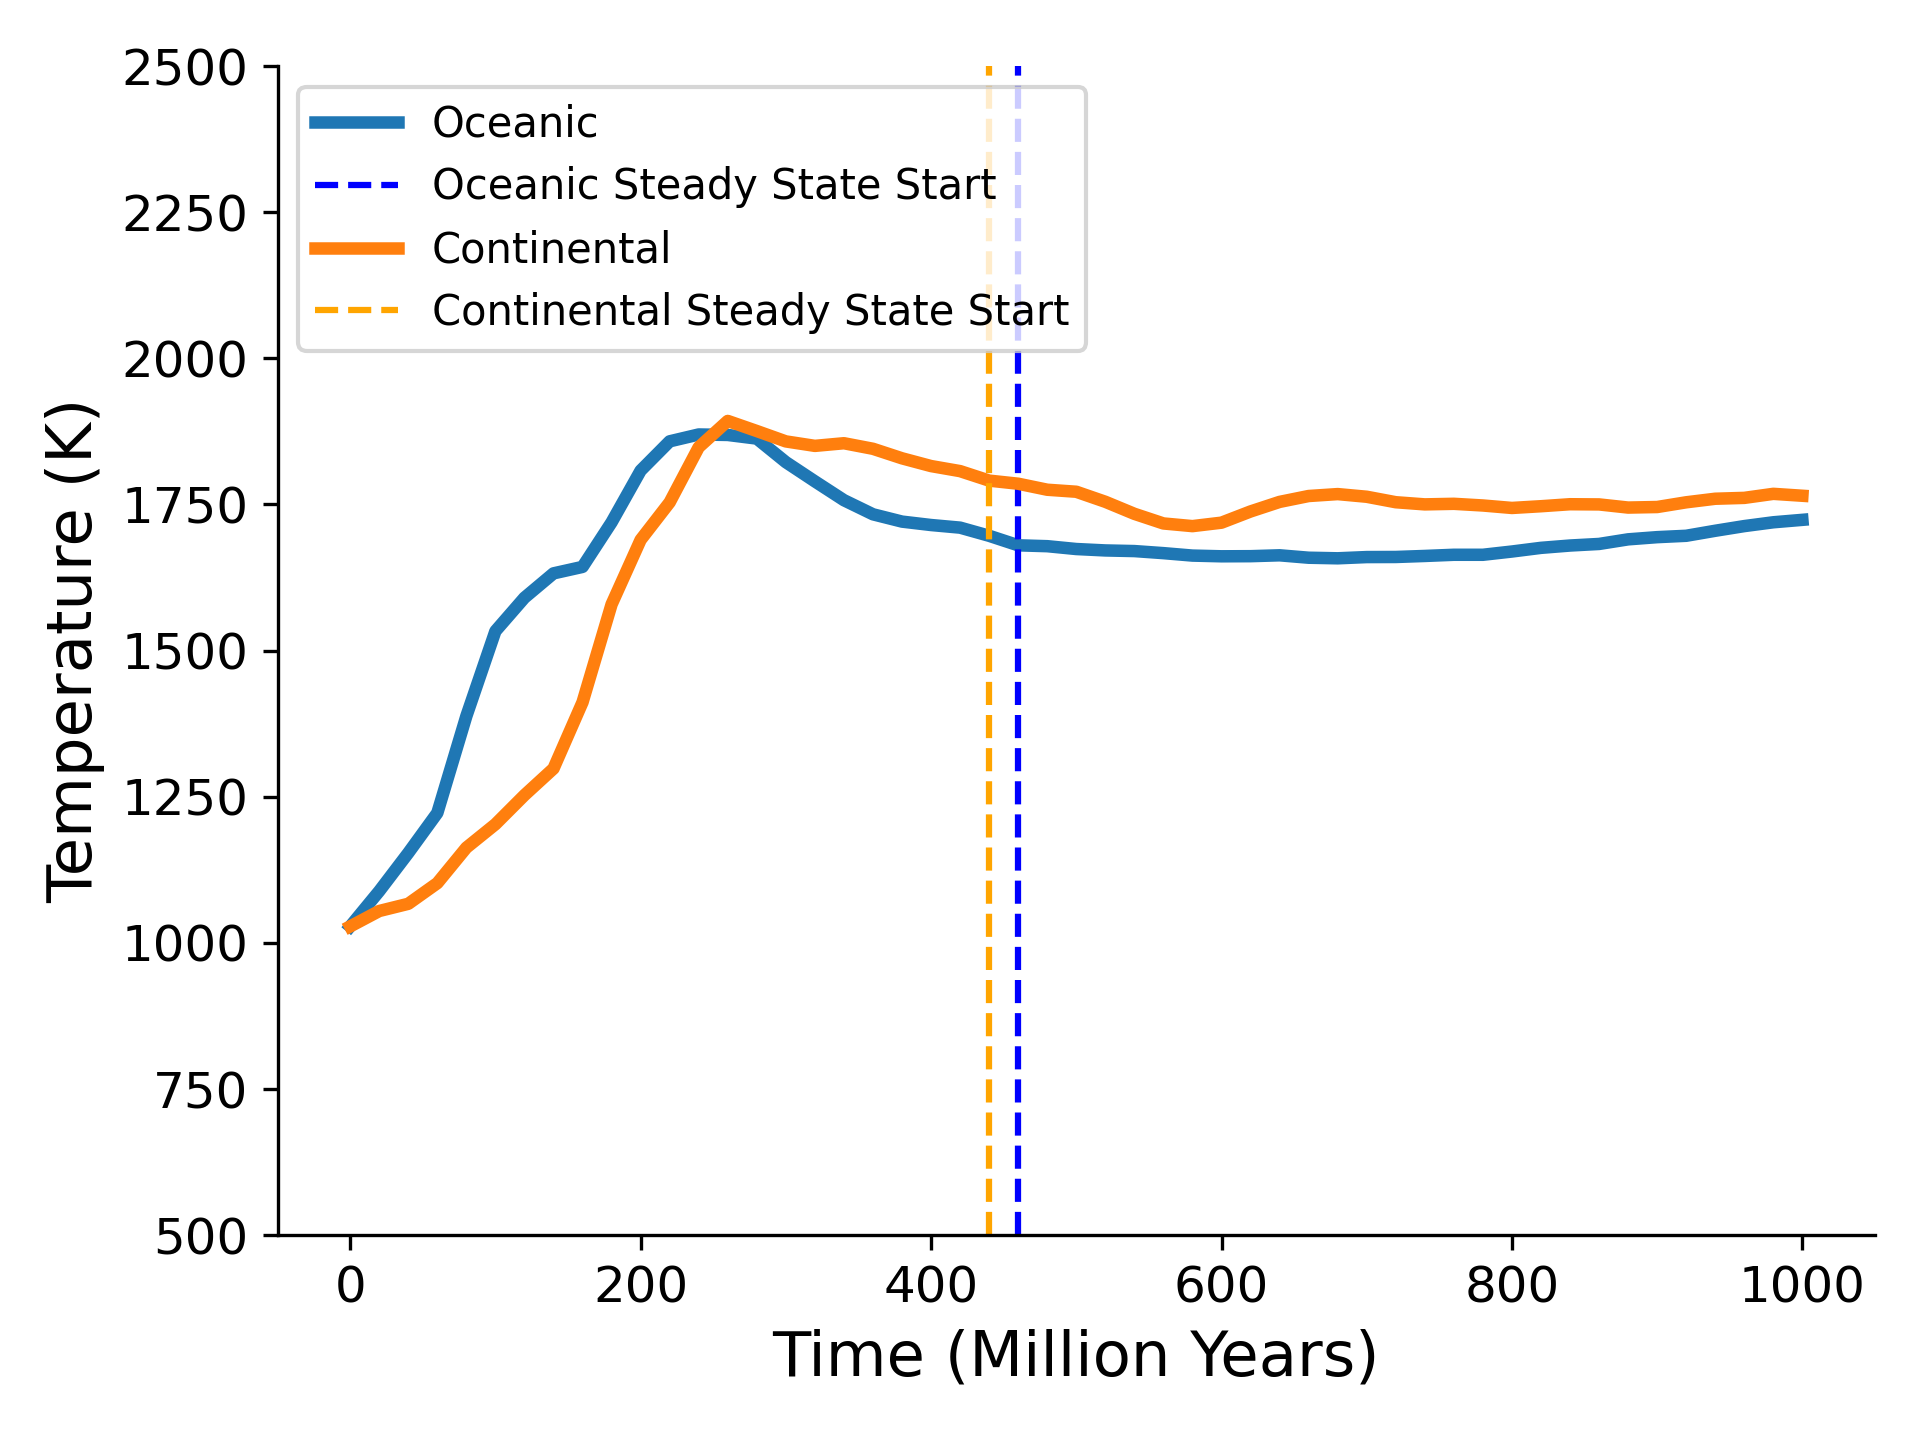 2500
2250
2000
1750
1500
1250
1000
750
500
Temperature (K)
Oceanic
Oceanic Steady State Start
Continental
Continental Steady State Start
0 200 400 600 800 1000
Time (Million Years)